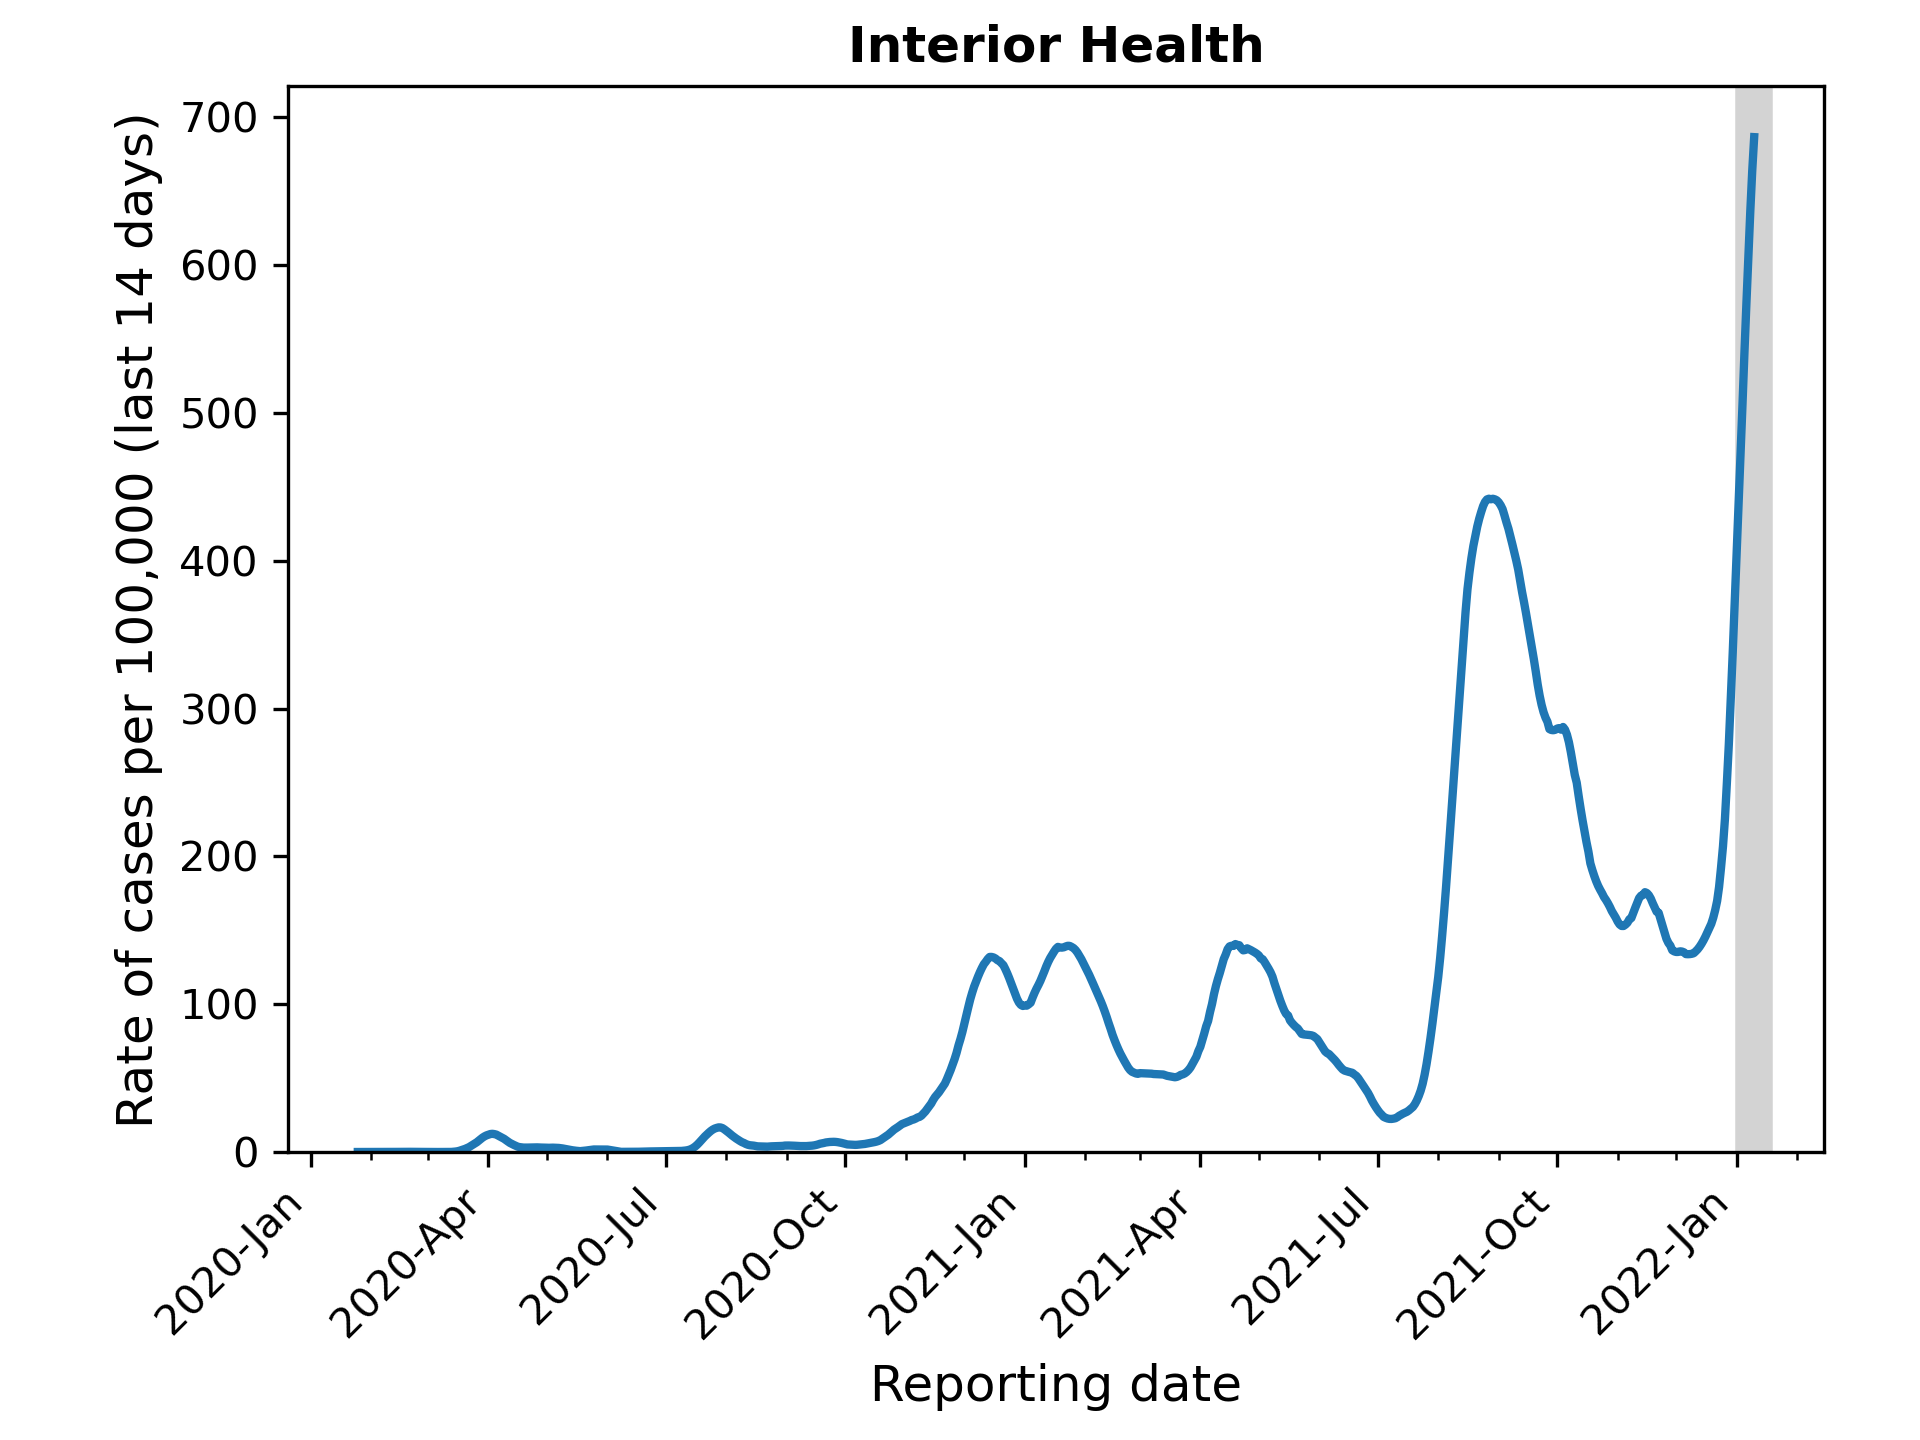 Interior Health
Rate of cases per 100,000 (last 14 days)
700
600
500
400
300
200
100
0
2020-Jan
2020-Apr
2020-Jul
2020-Oct
2021-Jan
2021-Apr
2021-Jul
2021-Oct
2022-Jan
Reporting date